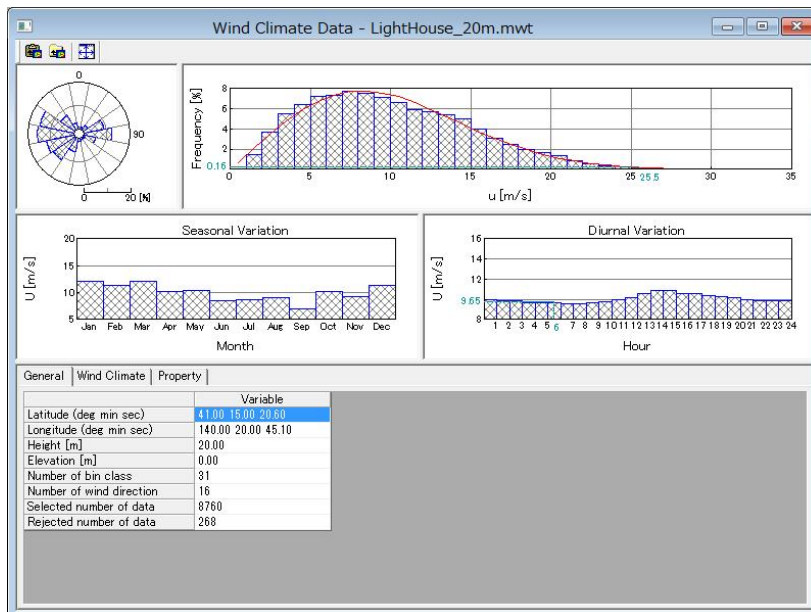 Wind Climate Data - LightHouse_20m.mwt
0
90
0 20 [%]
Frequency [%]
8
6
4
2
0.16
0 5 10 15 20 25 25.5 30 35
u [m/s]
Seasonal Variation
U [m/s]
20
15
10
5
Jan Feb Mar Apr May Jun Jul Aug Sep Oct Nov Dec
Month
Diurnal Variation
U [m/s]
16
14
12
10
9.65
8
1 2 3 4 5 6 7 8 9 10 11 12 13 14 15 16 17 18 19 20 21 22 23 24
Hour
General Wind Climate Property
Variable
Latitude (deg min sec) 41.00 15.00 20.60
Longitude (deg min sec) 140.00 20.00 45.10
Height [m] 20.00
Elevation [m] 0.00
Number of bin class 31
Number of wind direction 16
Selected number of data 8760
Rejected number of data 268